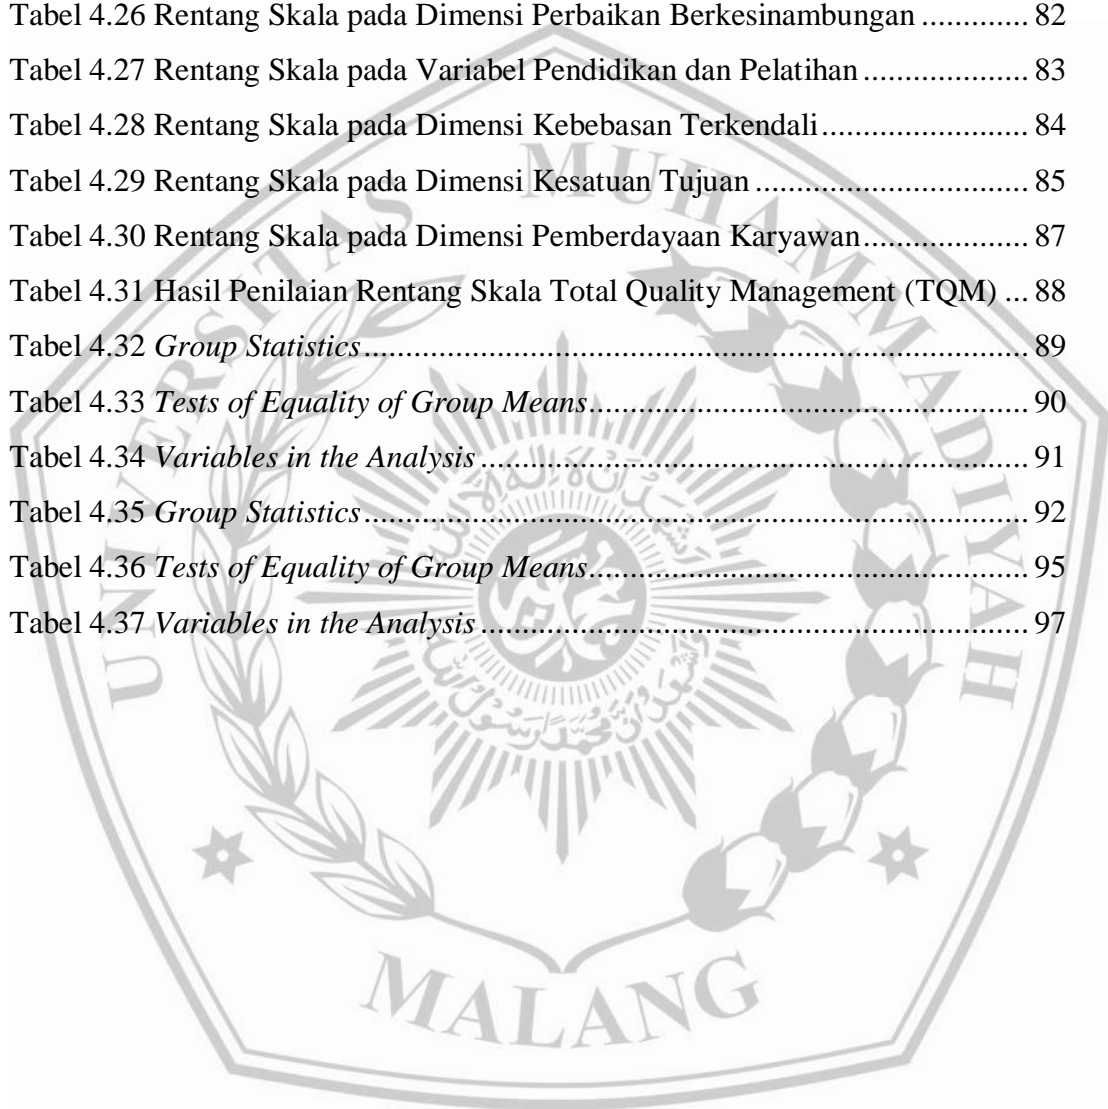 Tabel 4.26 Rentang Skala pada Dimensi Perbaikan Berkesinambungan ............. 82
Tabel 4.27 Rentang Skala pada Variabel Pendidikan dan Pelatihan .................... 83
Tabel 4.28 Rentang Skala pada Dimensi Kebebasan Terkendali ......................... 84
Tabel 4.29 Rentang Skala pada Dimensi Kesatuan Tujuan ................................. 85
Tabel 4.30 Rentang Skala pada Dimensi Pemberdayaan Karyawan .................... 87
Tabel 4.31 Hasil Penilaian Rentang Skala Total Quality Management (TQM) ... 88
Tabel 4.32 Group Statistics ................................................................................ 89
Tabel 4.33 Tests of Equality of Group Means ..................................................... 90
Tabel 4.34 Variables in the Analysis .................................................................. 91
Tabel 4.35 Group Statistics ................................................................................ 92
Tabel 4.36 Tests of Equality of Group Means ..................................................... 95
Tabel 4.37 Variables in the Analysis .................................................................. 97
UNIVERSITAS MUHAMMADIYAH
MALANG